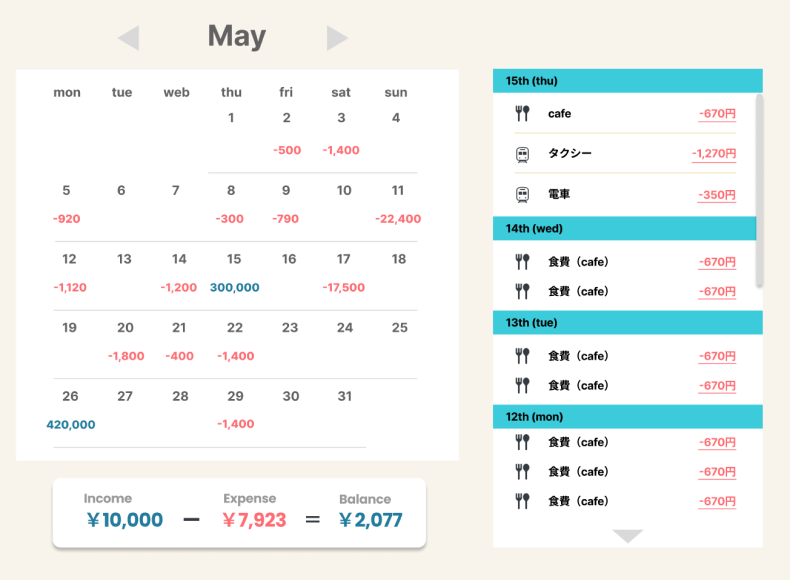 May
mon tue web thu fri sat sun
1 2 3 4
-500 -1,400
5 6 7 8 9 10 11
-920 -300 -790 -22,400
12 13 14 15 16 17 18
-1,120 -1,200 300,000 -17,500
19 20 21 22 23 24 25
-1,800 -400 -1,400
26 27 28 29 30 31
420,000 -1,400
Income Expense Balance
¥10,000 − ¥7,923 = ¥2,077
15th (thu)
cafe -670円
タクシー -1,270円
電車 -350円
14th (wed)
食費（cafe） -670円
食費（cafe） -670円
13th (tue)
食費（cafe） -670円
食費（cafe） -670円
12th (mon)
食費（cafe） -670円
食費（cafe） -670円
食費（cafe） -670円